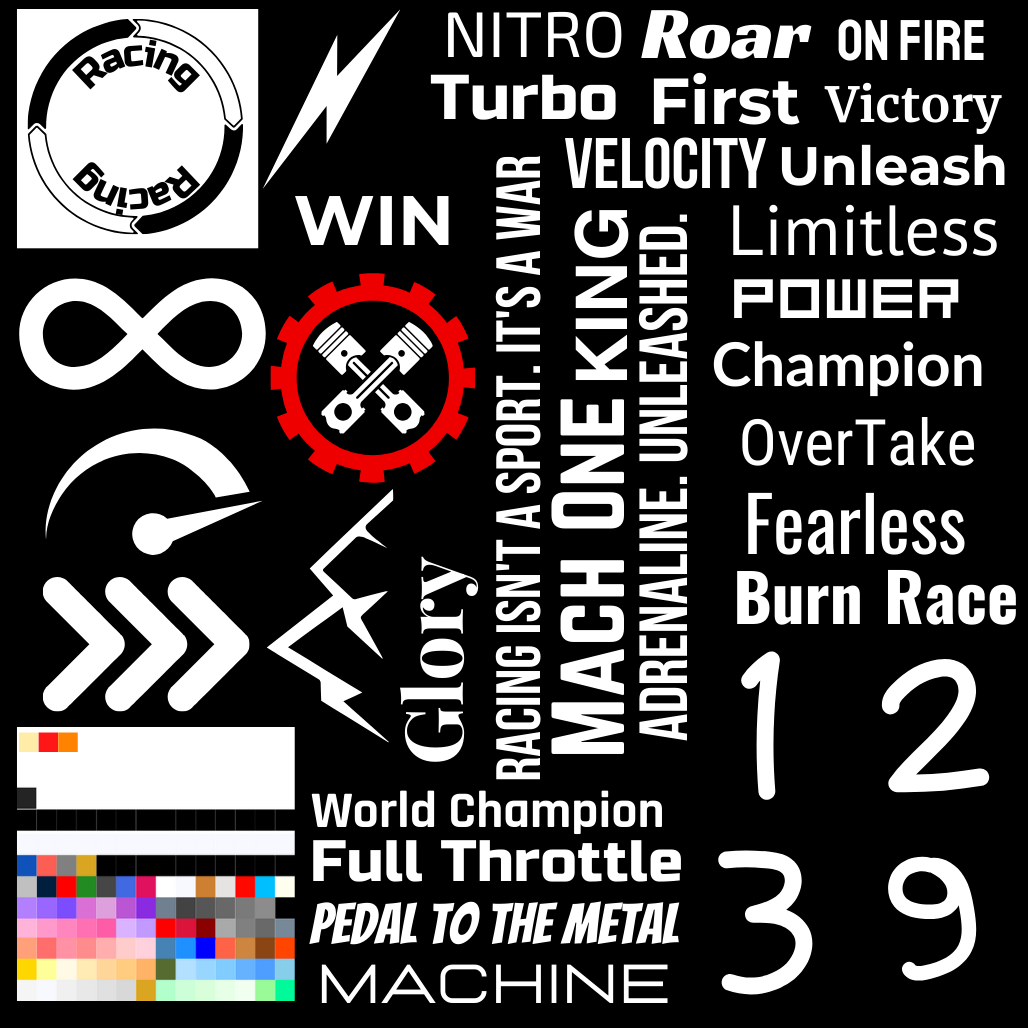 Racing
Racing
NITRO
Roar
ON FIRE
Turbo
First
Victory
VELOCITY
Unleash
WIN
Limitless
POWER
Champion
OverTake
Fearless
Burn Race
RACING ISN'T A SPORT. IT'S A WAR
MACH ONE KING
ADRENALINE. UNLEASHED.
Glory
1 2
3 9
World Champion
Full Throttle
PEDAL TO THE METAL
MACHINE